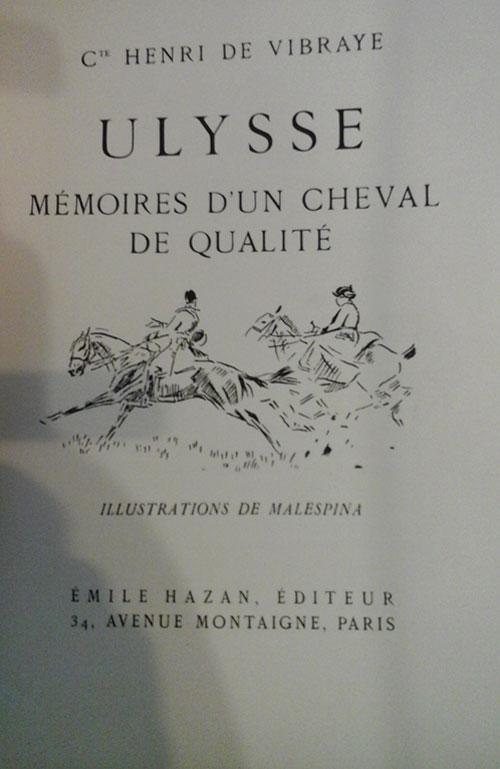 Cᵀᴱ HENRI DE VIBRAYE
ULYSSE
MÉMOIRES D'UN CHEVAL
DE QUALITÉ
ILLUSTRATIONS DE MALESPINA
ÉMILE HAZAN, ÉDITEUR
34, AVENUE MONTAIGNE, PARIS